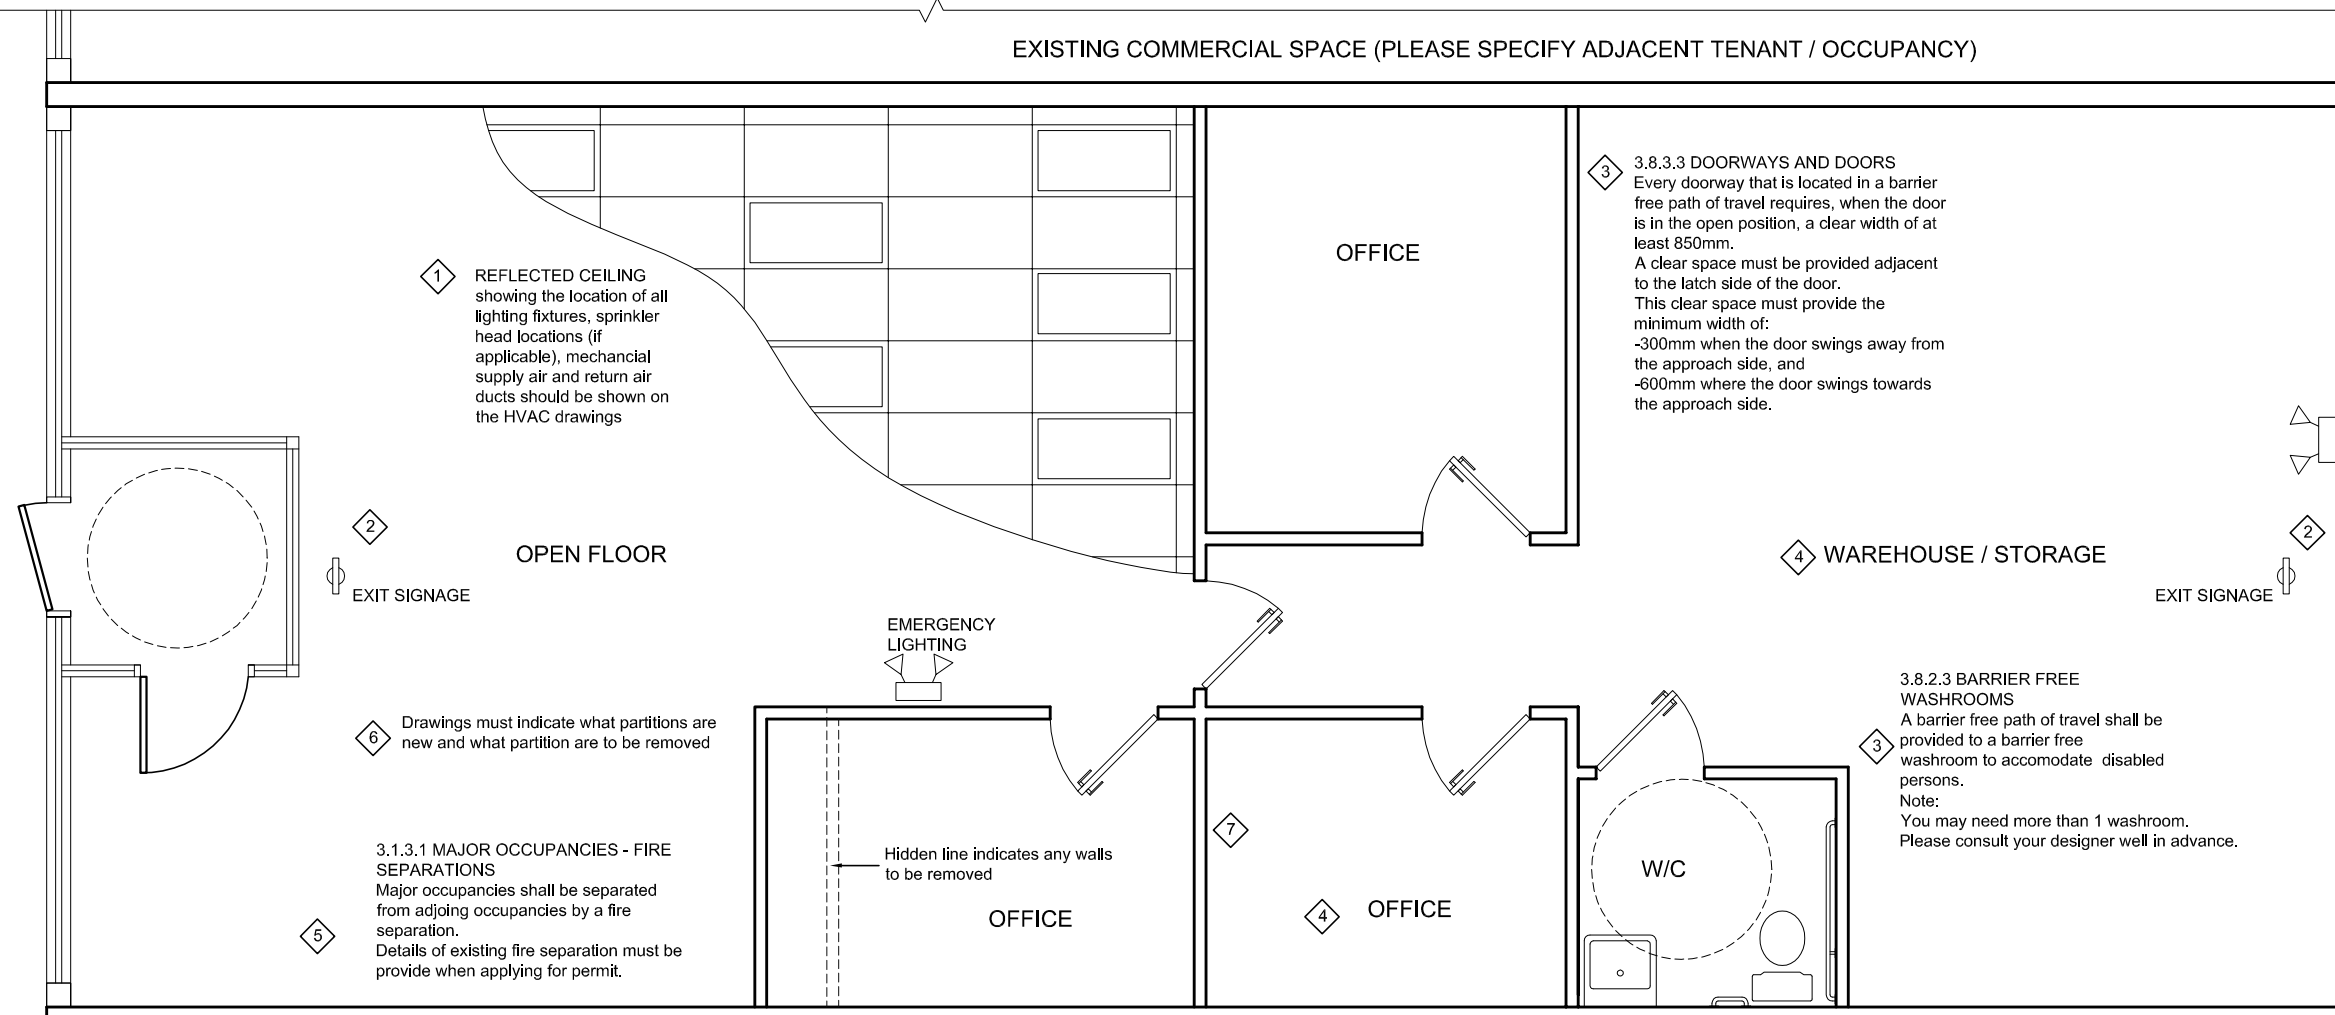 EXISTING COMMERCIAL SPACE (PLEASE SPECIFY ADJACENT TENANT / OCCUPANCY)
1
REFLECTED CEILING
showing the location of all
lighting fixtures, sprinkler
head locations (if
applicable), mechancial
supply air and return air
ducts should be shown on
the HVAC drawings
OFFICE
3
3.8.3.3 DOORWAYS AND DOORS
Every doorway that is located in a barrier
free path of travel requires, when the door
is in the open position, a clear width of at
least 850mm.
A clear space must be provided adjacent
to the latch side of the door.
This clear space must provide the
minimum width of:
-300mm when the door swings away from
the approach side, and
-600mm where the door swings towards
the approach side.
2
EXIT SIGNAGE
OPEN FLOOR
4
WAREHOUSE / STORAGE
2
EXIT SIGNAGE
EMERGENCY
LIGHTING
6
Drawings must indicate what partitions are
new and what partition are to be removed
3
3.8.2.3 BARRIER FREE
WASHROOMS
A barrier free path of travel shall be
provided to a barrier free
washroom to accomodate disabled
persons.
Note:
You may need more than 1 washroom.
Please consult your designer well in advance.
5
3.1.3.1 MAJOR OCCUPANCIES - FIRE
SEPARATIONS
Major occupancies shall be separated
from adjoing occupancies by a fire
separation.
Details of existing fire separation must be
provide when applying for permit.
Hidden line indicates any walls
to be removed
OFFICE
7
4
OFFICE
W/C